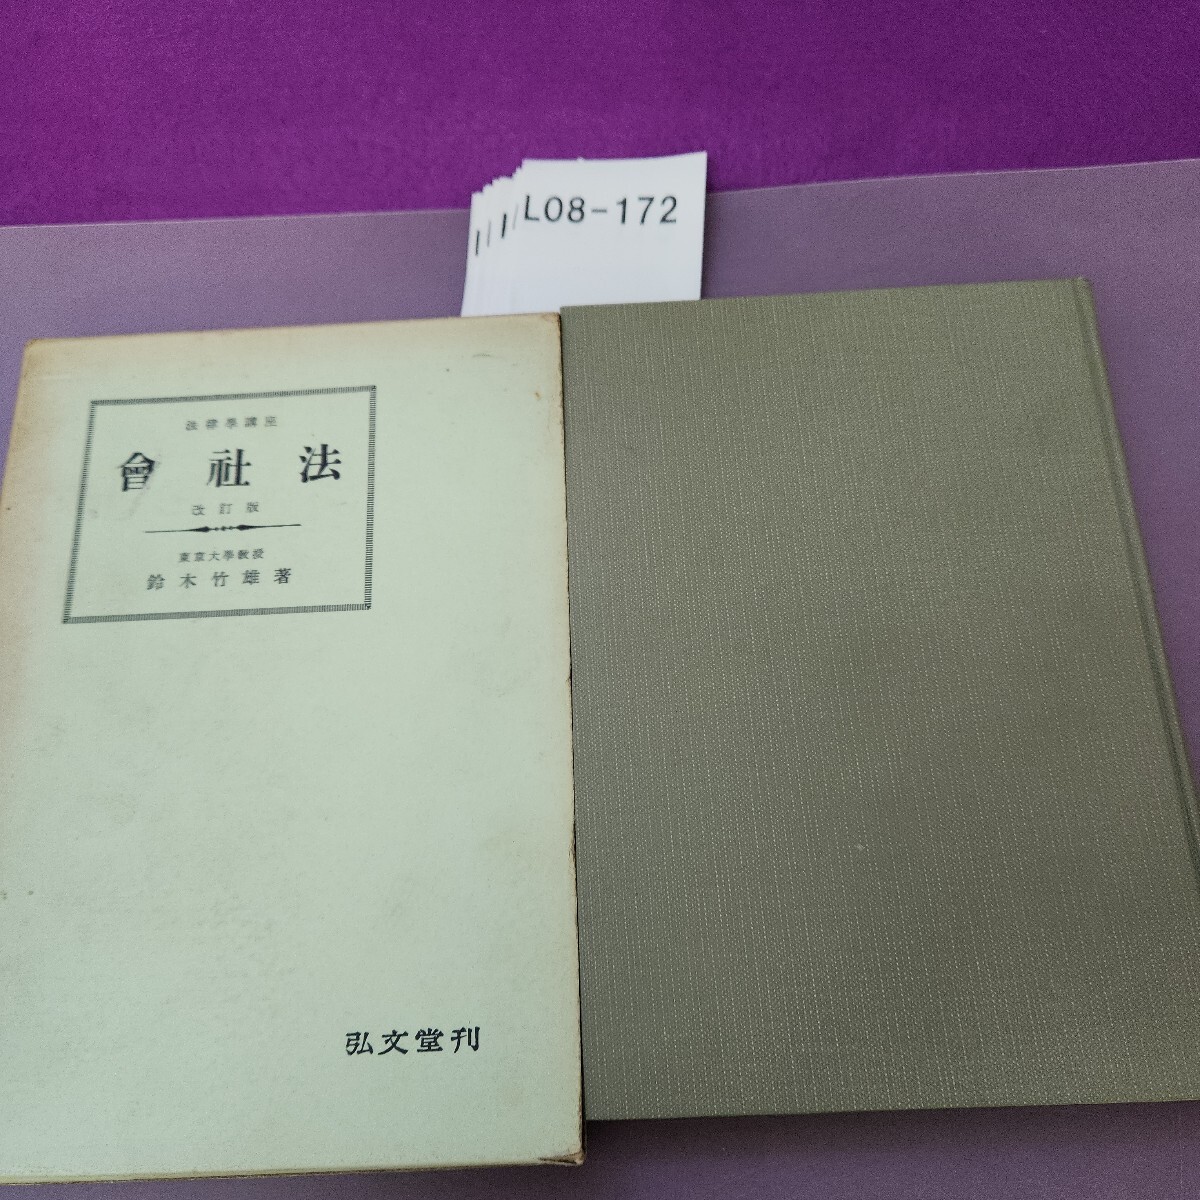 L08-172
法律學講座
會社法
改訂版
東京大學教授
鈴木竹雄著
弘文堂刊